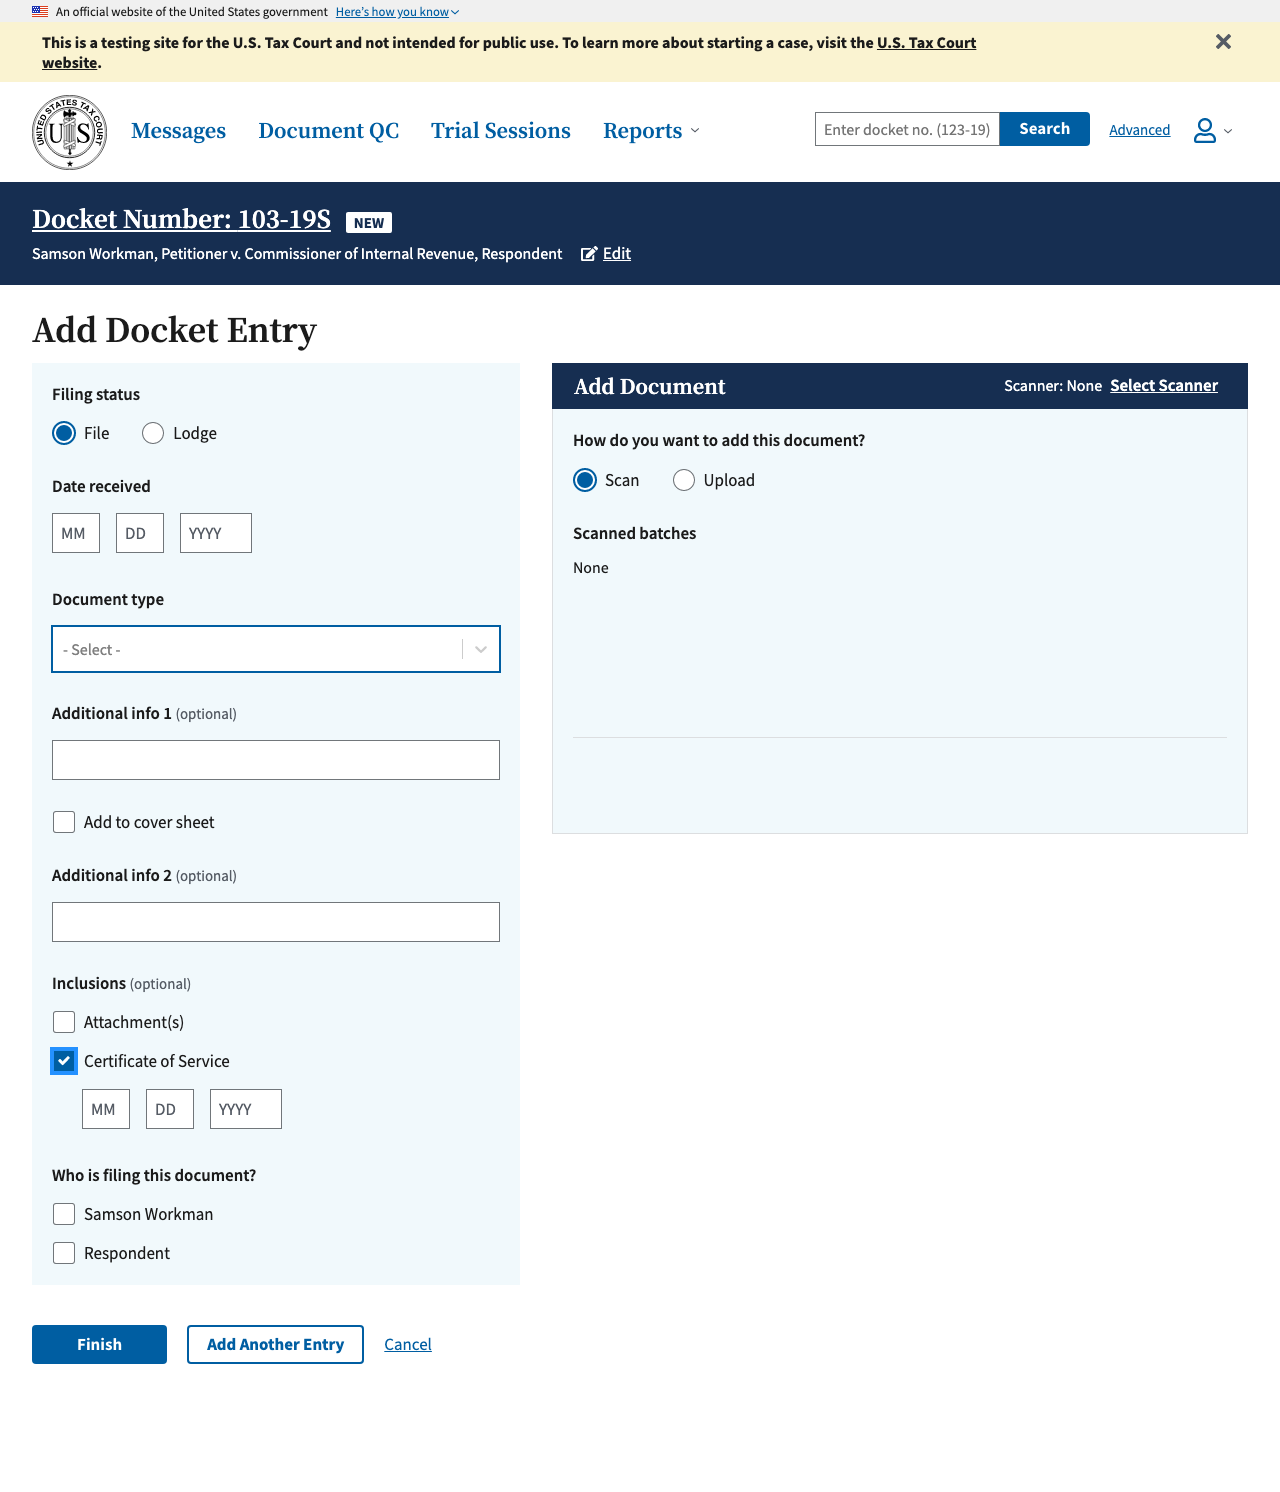 An official website of the United States government Here's how you know
This is a testing site for the U.S. Tax Court and not intended for public use. To learn more about starting a case, visit the U.S. Tax Court
website.
UNITED STATES TAX COURT
US
Messages
Document QC
Trial Sessions
Reports
Enter docket no. (123-19)
Search
Advanced
Docket Number: 103-19S NEW
Samson Workman, Petitioner v. Commissioner of Internal Revenue, Respondent Edit
Add Docket Entry
Filing status
File
Lodge
Date received
MM
DD
YYYY
Document type
- Select -
Additional info 1 (optional)
Add to cover sheet
Additional info 2 (optional)
Inclusions (optional)
Attachment(s)
Certificate of Service
MM
DD
YYYY
Who is filing this document?
Samson Workman
Respondent
Add Document
Scanner: None Select Scanner
How do you want to add this document?
Scan
Upload
Scanned batches
None
Finish
Add Another Entry
Cancel